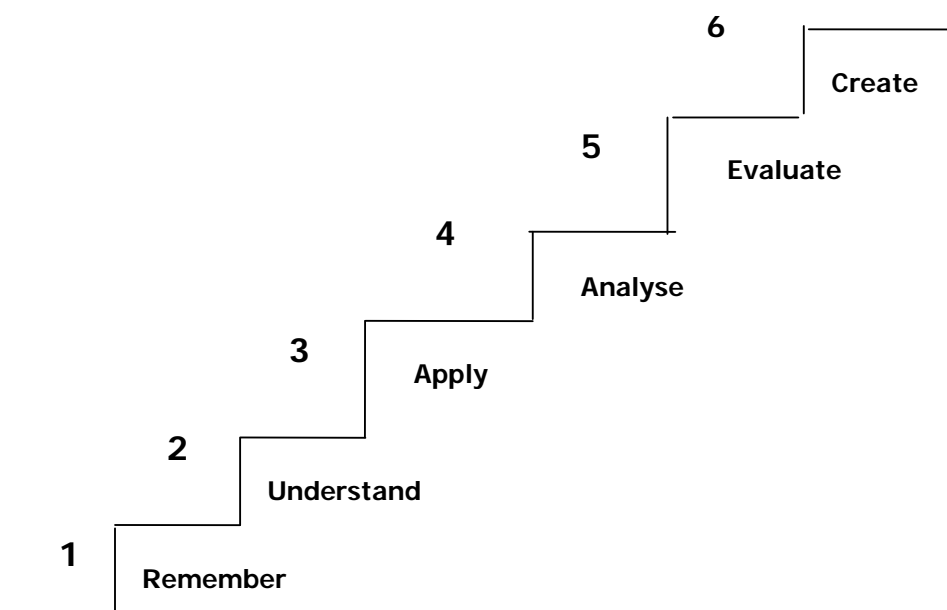 6
Create
5
Evaluate
4
Analyse
3
Apply
2
Understand
1
Remember